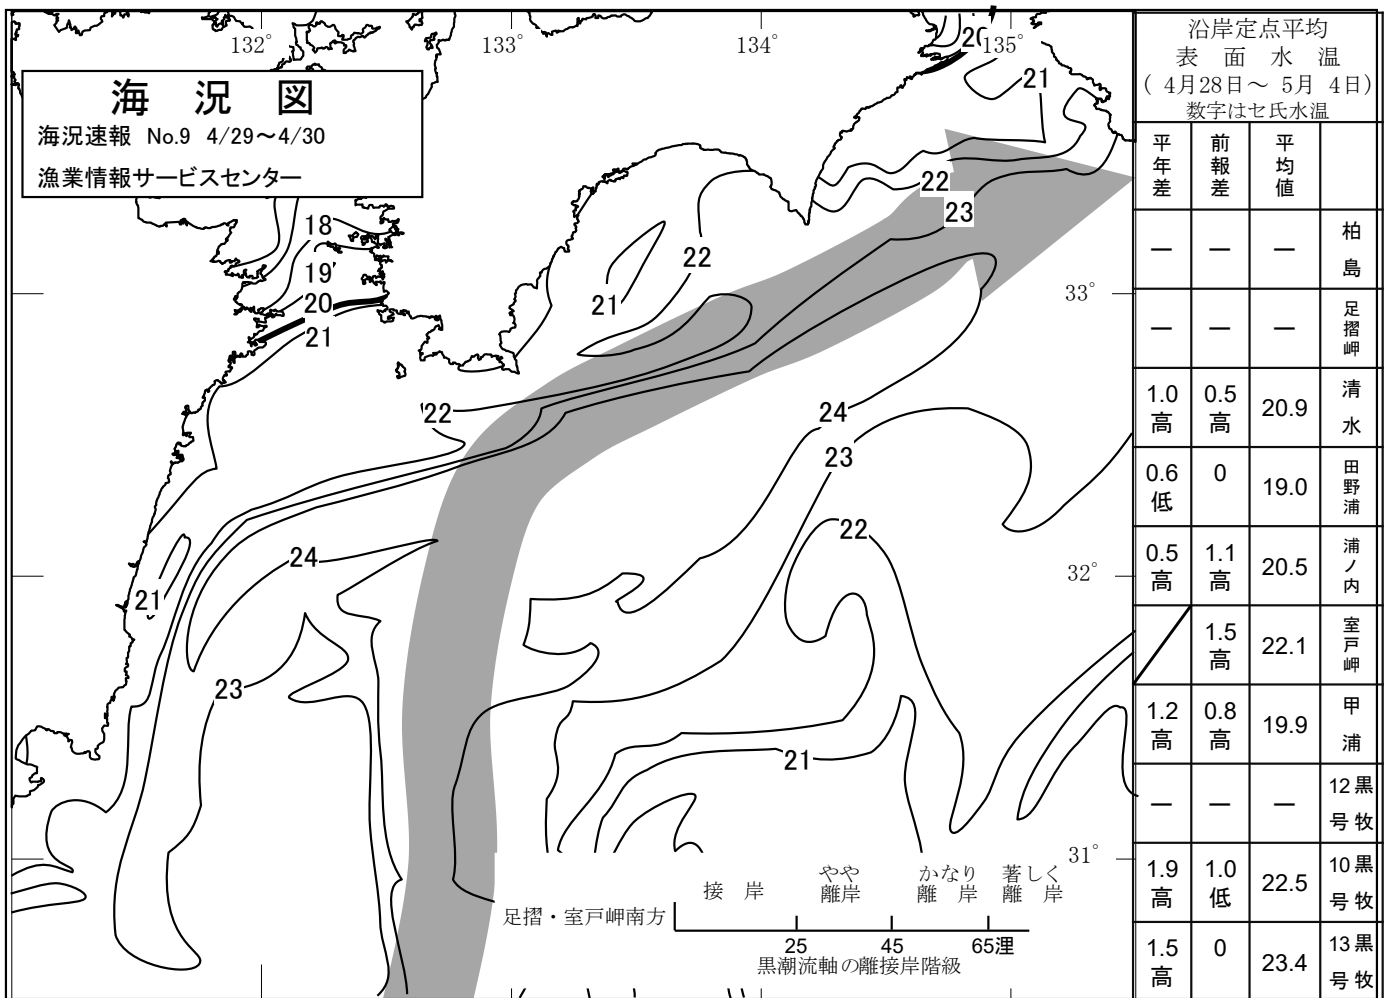 132°
133°
134°
135°
20
21
海況図
海況速報 No.9 4/29～4/30
漁業情報サービスセンター
18
19
20
21
22
21
22
23
22
24
23
22
24
21
23
21
33°
32°
31°
接岸
やや離岸
かなり離岸
著しく離岸
足摺・室戸岬南方
25 45 65浬
黒潮流軸の離接岸階級
沿岸定点平均
表面水温
( 4月28日～ 5月 4日)
数字はセ氏水温
平年差 前報差 平均値
— — — 柏島
— — — 足摺岬
1.0高 0.5高 20.9 清水
0.6低 0 19.0 田野浦
0.5高 1.1高 20.5 浦ノ内
1.5高 22.1 室戸岬
1.2高 0.8高 19.9 甲浦
— — — 12黒号牧
1.9高 1.0低 22.5 10黒号牧
1.5高 0 23.4 13黒号牧